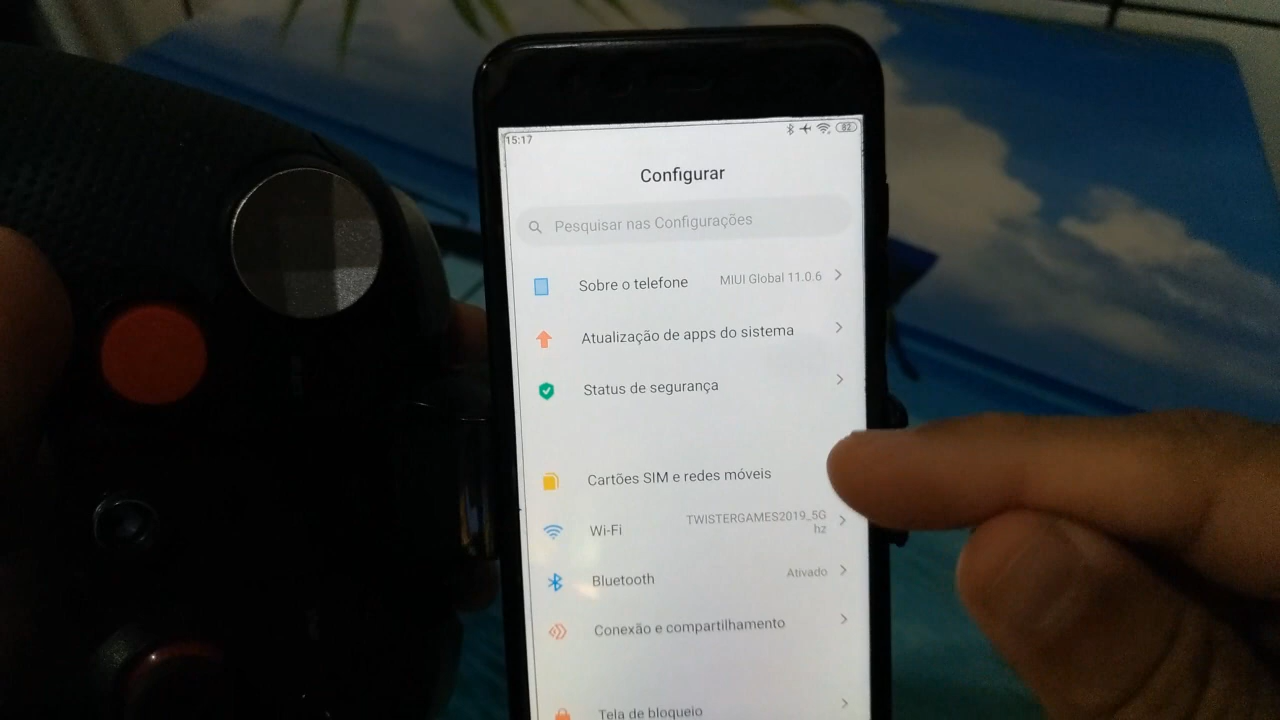 15:17
82
Configurar
Pesquisar nas Configurações
Sobre o telefone MIUI Global 11.0.6
Atualização de apps do sistema
Status de segurança
Cartões SIM e redes móveis
Wi-Fi TWISTERGAMES2019_5G
hz
Bluetooth Ativado
Conexão e compartilhamento
Tela de bloqueio